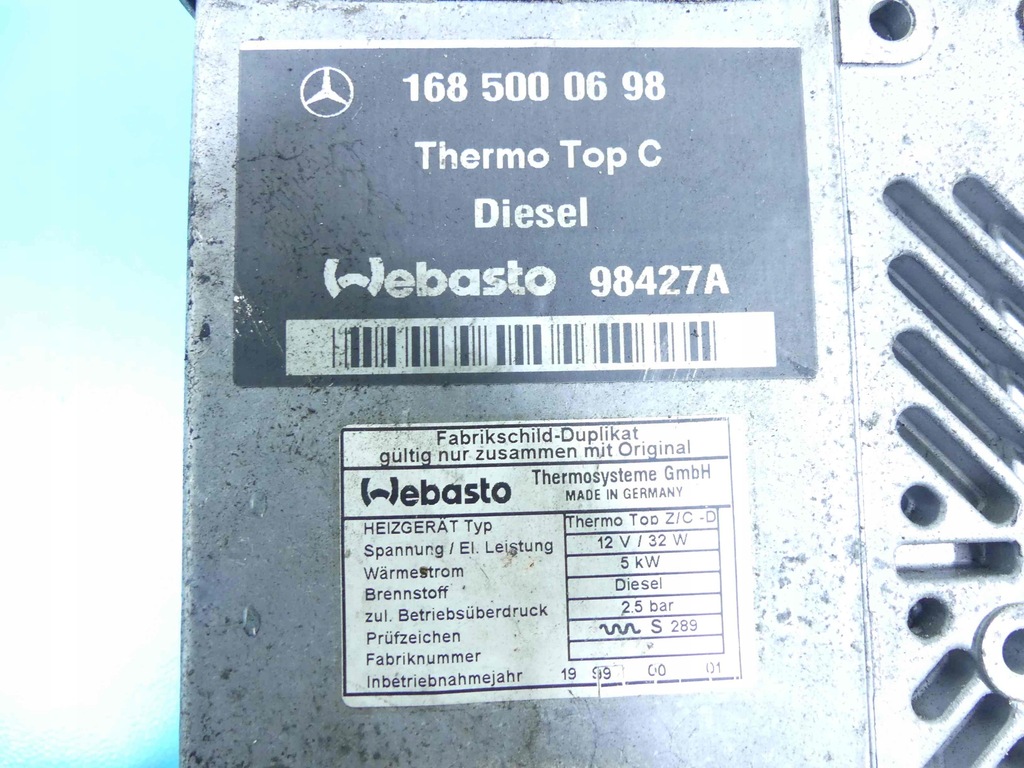 168 500 06 98
Thermo Top C
Diesel
Webasto 98427A
Fabrikschild-Duplikat
gültig nur zusammen mit Original
Webasto Thermosysteme GmbH
MADE IN GERMANY
HEIZGERÄT Typ Thermo Top Z/C -D
Spannung / El. Leistung 12 V / 32 W
Wärmestrom 5 kW
Brennstoff Diesel
zul. Betriebsüberdruck 2.5 bar
Prüfzeichen S 289
Fabriknummer
Inbetriebnahmejahr 19 99 00 01